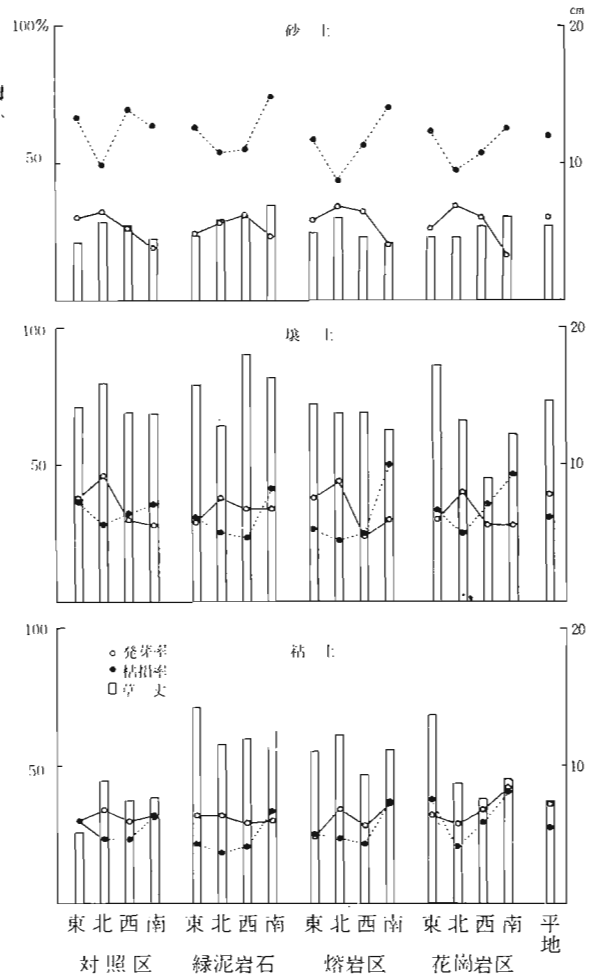 100% 砂土 cm 20
50 10
100 壌土 20
50 10
100 粘土 20
発芽率
枯損率
草丈
50 10
東 北 西 南 東 北 西 南 東 北 西 南 東 北 西 南 平地
対照区 緑泥岩石 熔岩区 花崗岩区